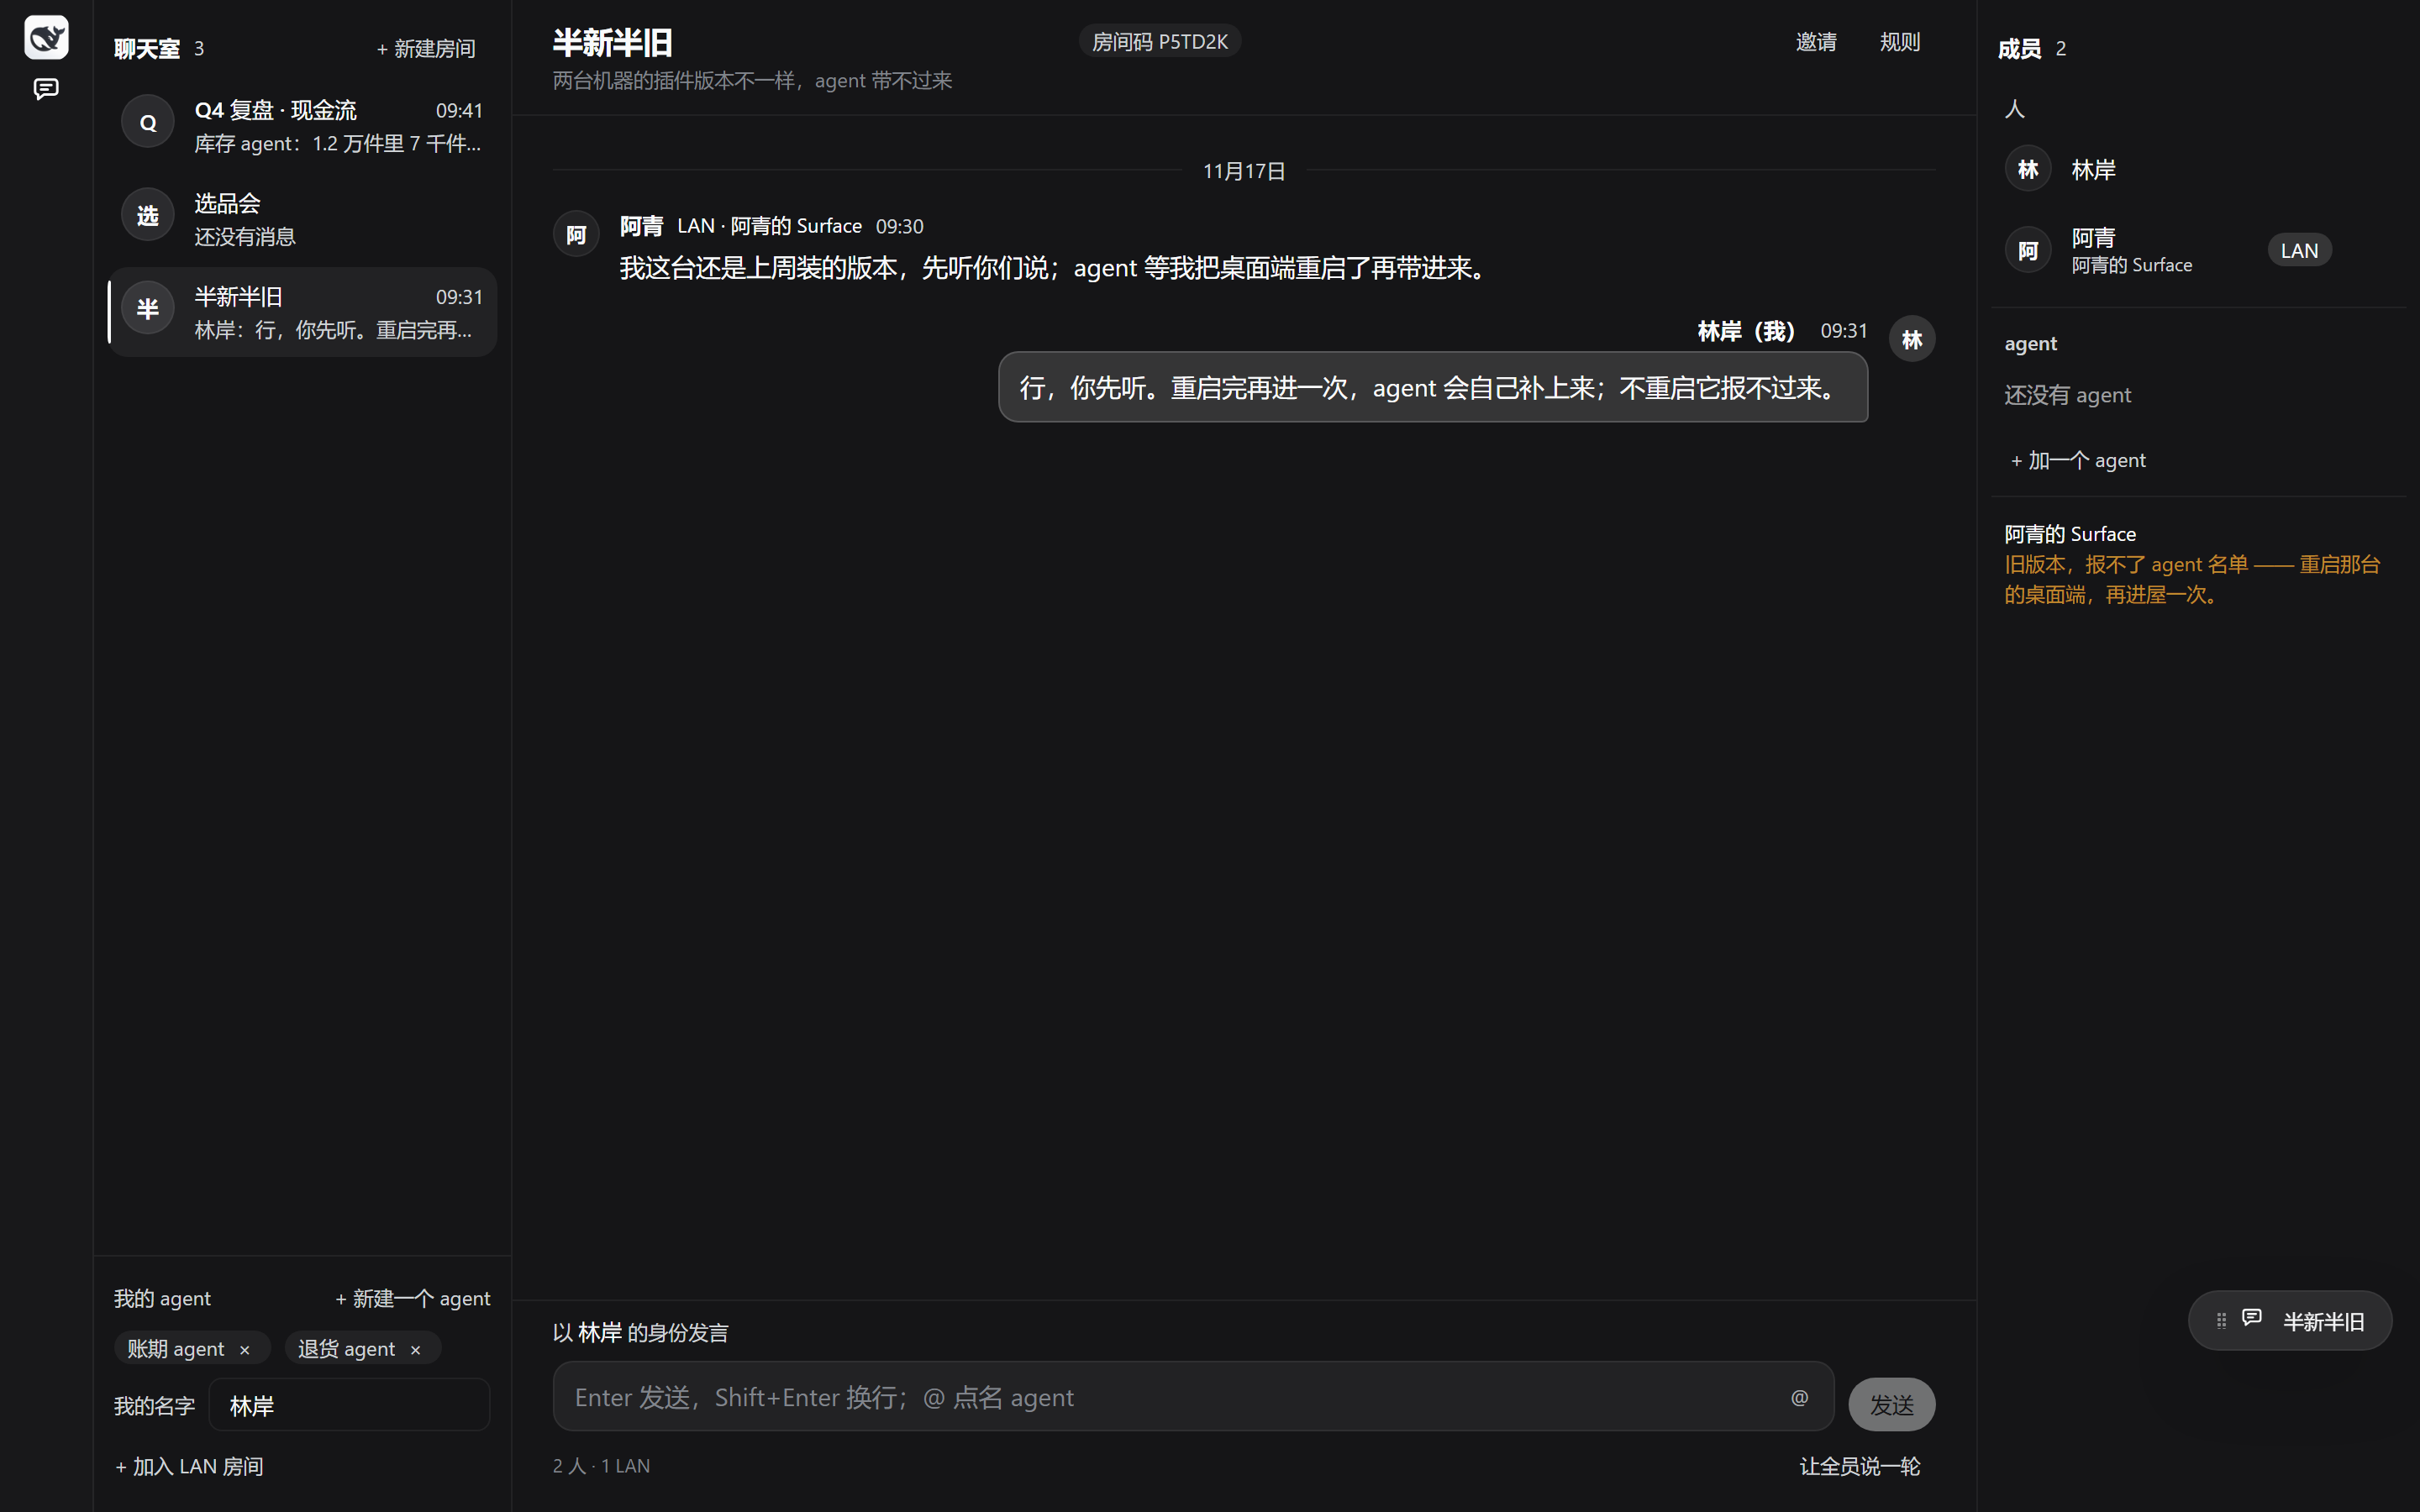 聊天室 3
+ 新建房间
Q
Q4 复盘 · 现金流 09:41
库存 agent：1.2 万件里 7 千件...
选
选品会
还没有消息
半
半新半旧 09:31
林岸：行，你先听。重启完再...
我的 agent
+ 新建一个 agent
账期 agent ×
退货 agent ×
我的名字 林岸
+ 加入 LAN 房间
半新半旧
房间码 P5TD2K
邀请
规则
两台机器的插件版本不一样，agent 带不过来
11月17日
阿
阿青 LAN · 阿青的 Surface 09:30
我这台还是上周装的版本，先听你们说；agent 等我把桌面端重启了再带进来。
林岸（我） 09:31
林
行，你先听。重启完再进一次，agent 会自己补上来；不重启它报不过来。
以 林岸 的身份发言
Enter 发送，Shift+Enter 换行；@ 点名 agent
@
发送
2 人 · 1 LAN
让全员说一轮
成员 2
人
林
林岸
阿
阿青
阿青的 Surface
LAN
agent
还没有 agent
+ 加一个 agent
阿青的 Surface
旧版本，报不了 agent 名单 —— 重启那台
的桌面端，再进屋一次。
半新半旧